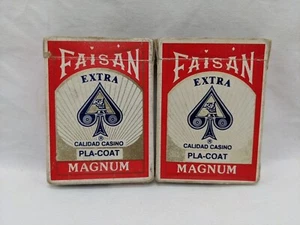 FAISAN
EXTRA
®
CALIDAD CASINO
PLA-COAT
MAGNUM
FAISAN
EXTRA
®
CALIDAD CASINO
PLA-COAT
MAGNUM